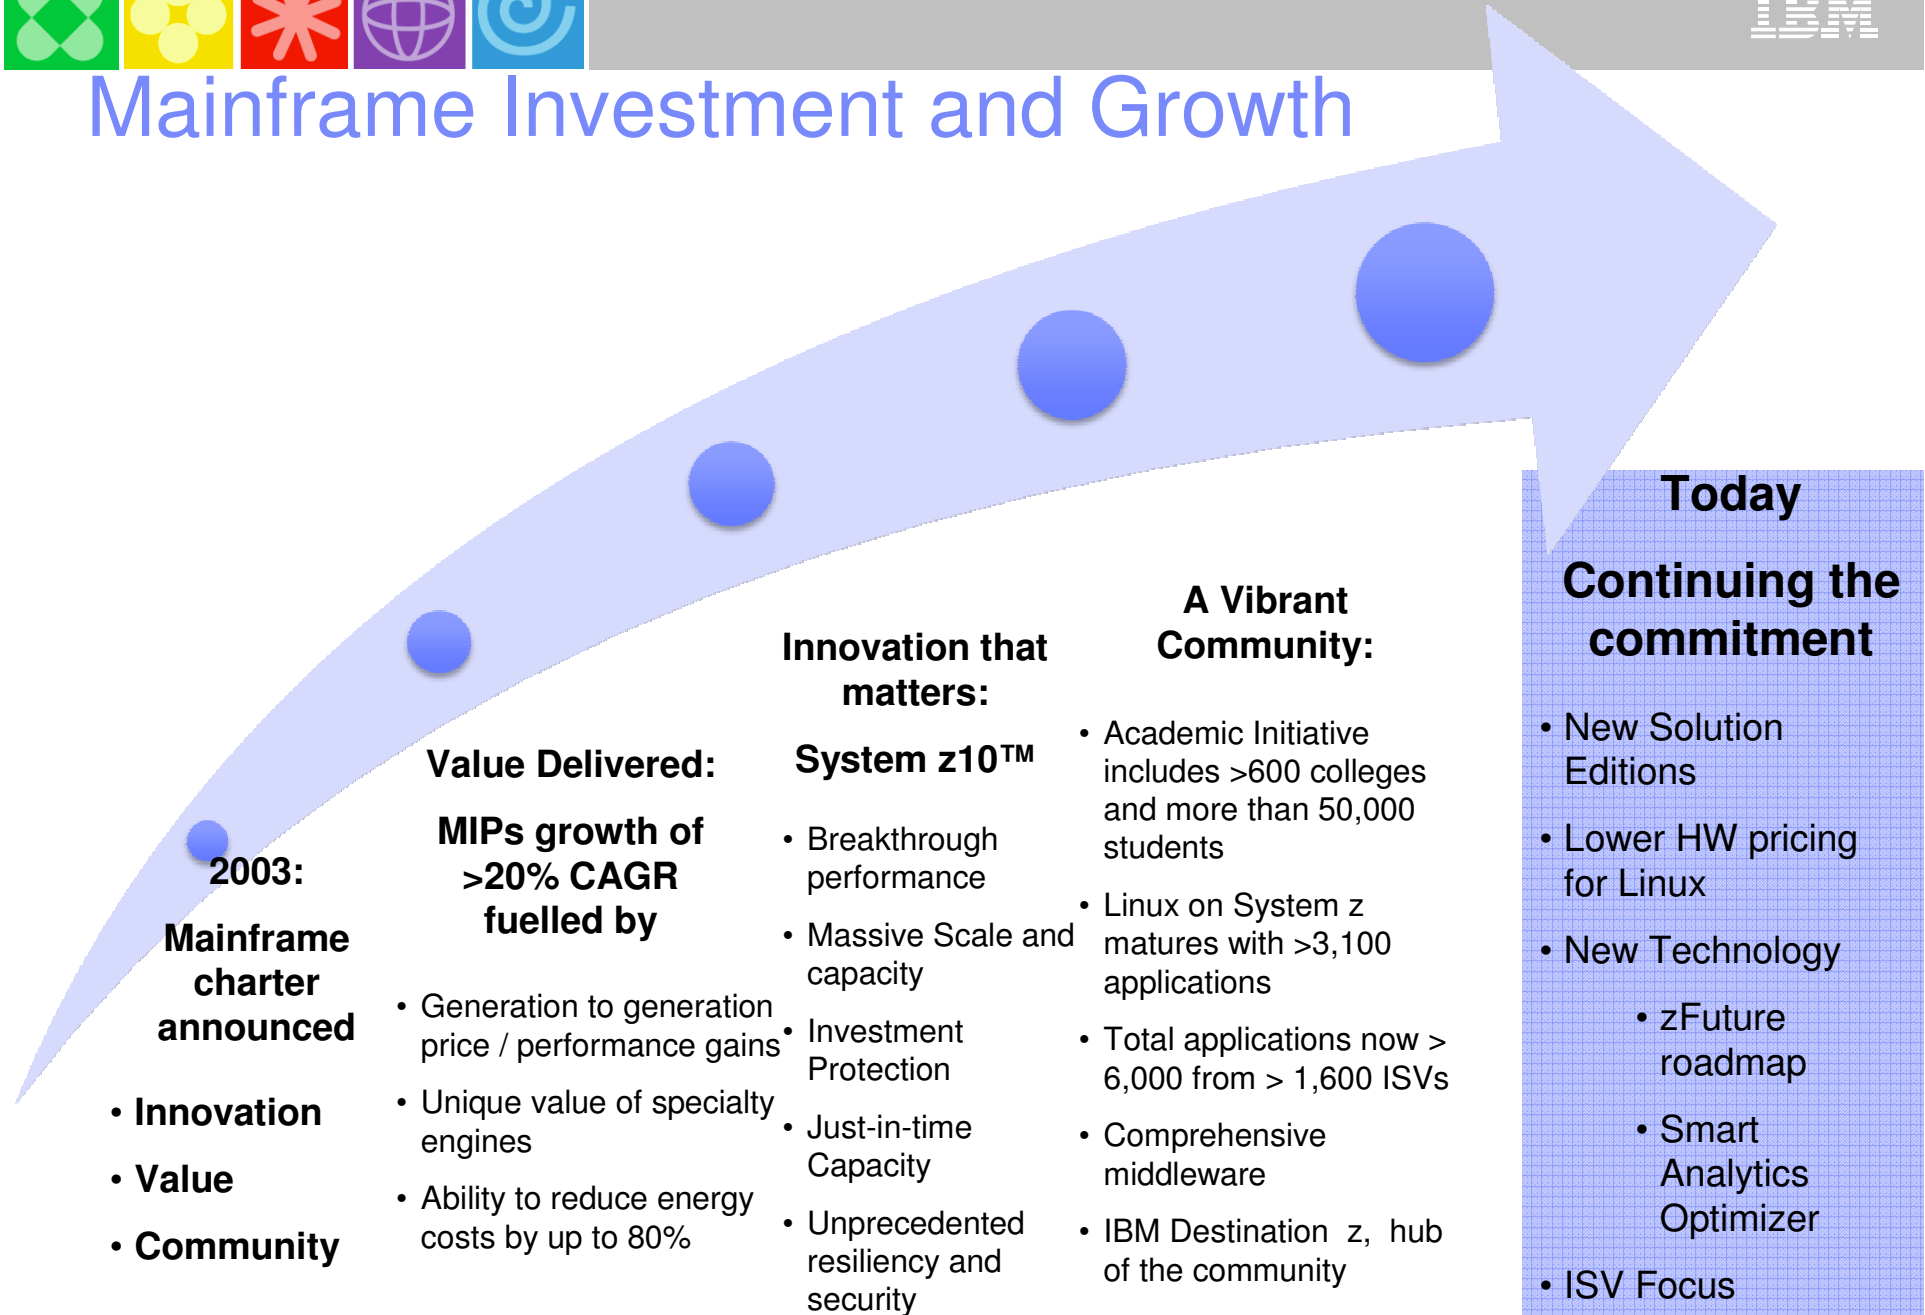 IBM
Mainframe Investment and Growth
2003:
Mainframe
charter
announced
• Innovation
• Value
• Community
Value Delivered:
MIPs growth of
>20% CAGR
fuelled by
• Generation to generation
price / performance gains
• Unique value of specialty
engines
• Ability to reduce energy
costs by up to 80%
Innovation that
matters:
System z10™
• Breakthrough
performance
• Massive Scale and
capacity
• Investment
Protection
• Just-in-time
Capacity
• Unprecedented
resiliency and
security
A Vibrant
Community:
• Academic Initiative
includes >600 colleges
and more than 50,000
students
• Linux on System z
matures with >3,100
applications
• Total applications now >
6,000 from > 1,600 ISVs
• Comprehensive
middleware
• IBM Destination z, hub
of the community
Today
Continuing the
commitment
• New Solution
Editions
• Lower HW pricing
for Linux
• New Technology
• zFuture
roadmap
• Smart
Analytics
Optimizer
• ISV Focus